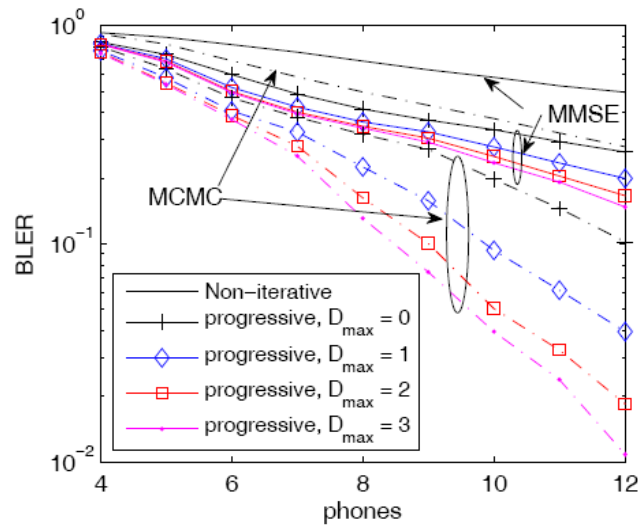 10^0
MMSE
MCMC
10^-1
BLER
Non-iterative
progressive, D_max = 0
progressive, D_max = 1
progressive, D_max = 2
progressive, D_max = 3
10^-2
4 6 8 10 12
phones